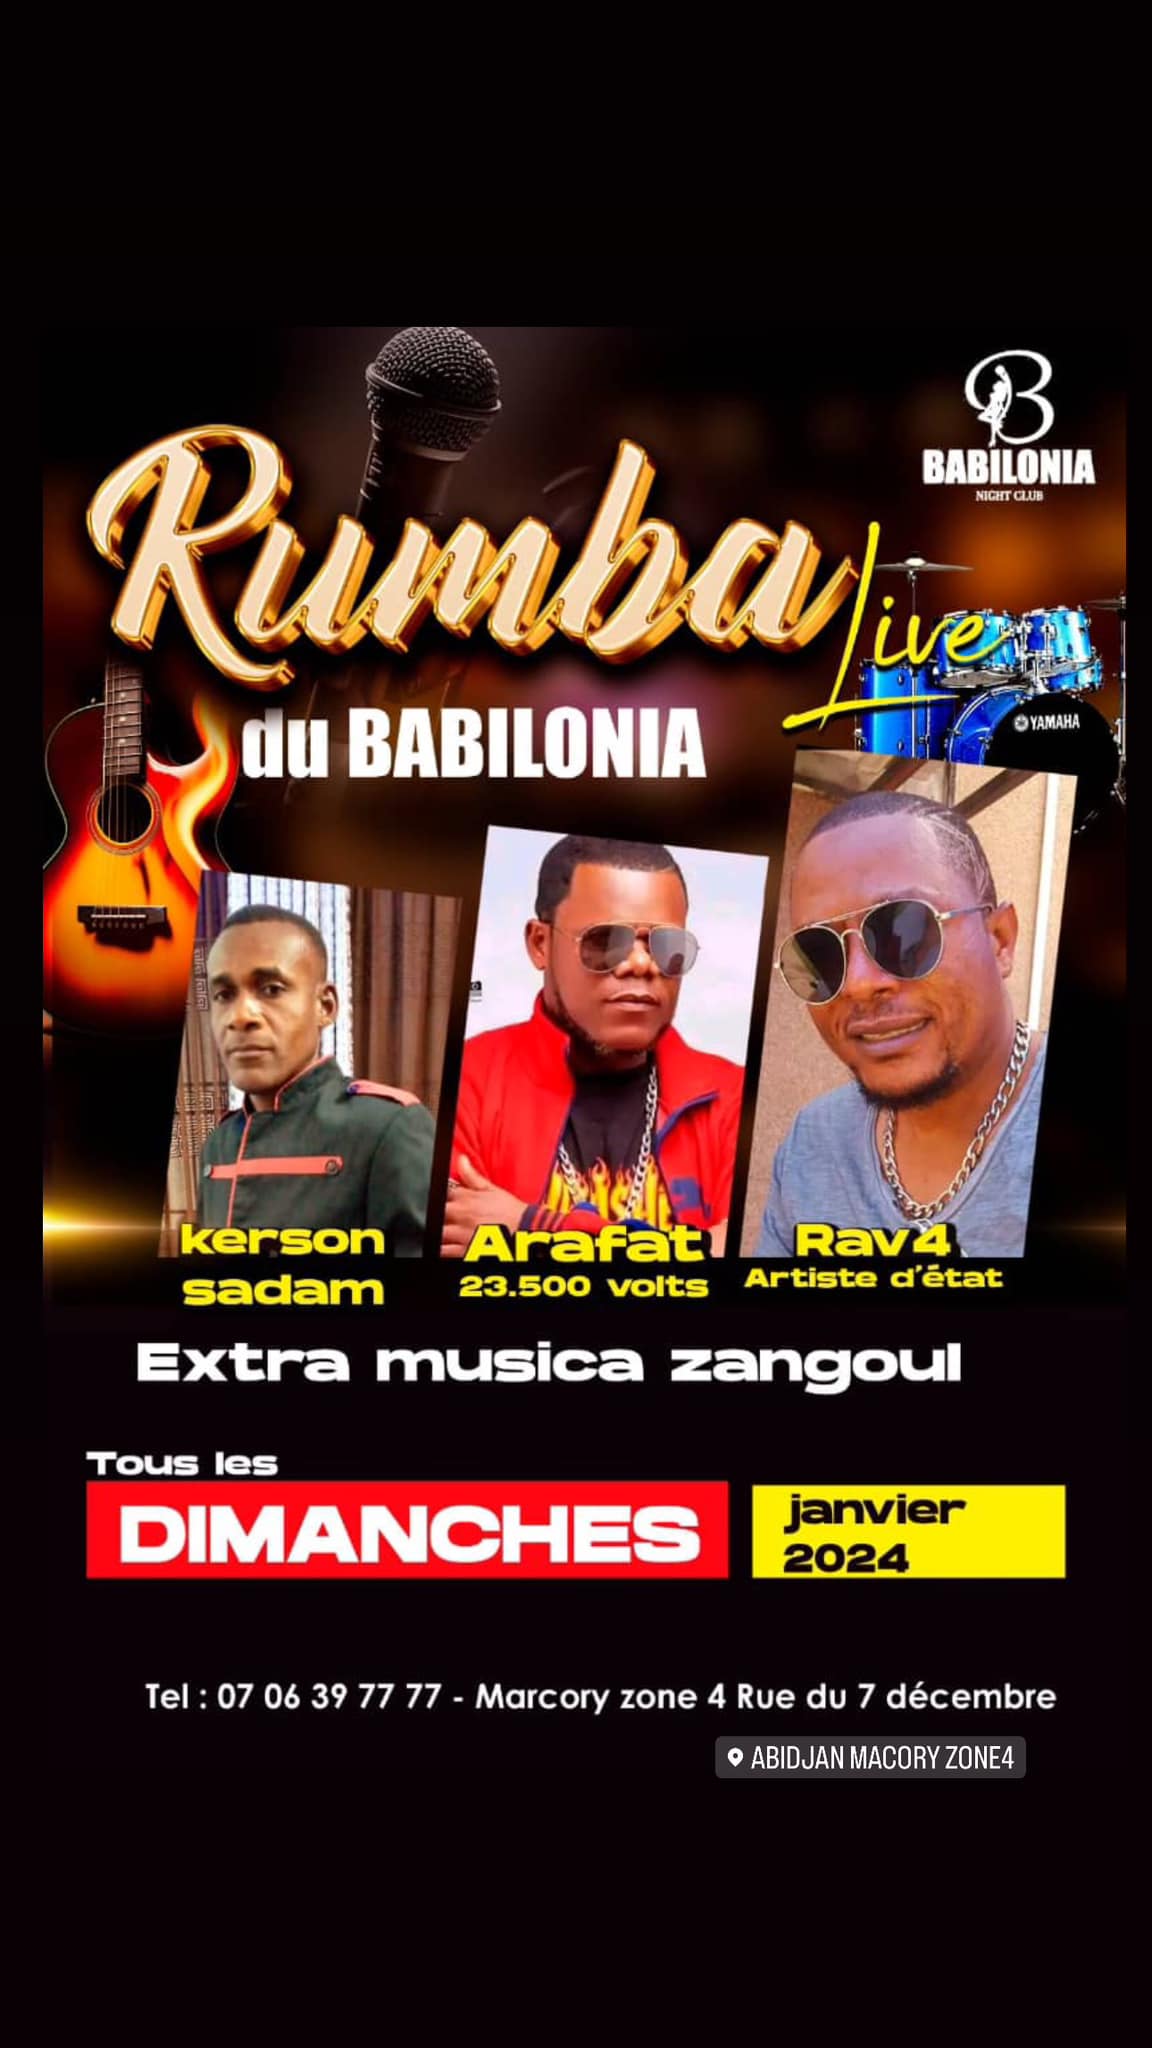 B
BABILONIA
NIGHT CLUB
Rumba
Live
YAMAHA
du BABILONIA
kerson
sadam
Arafat
23.500 volts
Rav4
Artiste d'état
Extra musica zangoul
Tous les
DIMANCHES
janvier
2024
Tel : 07 06 39 77 77 - Marcory zone 4 Rue du 7 décembre
ABIDJAN MACORY ZONE4